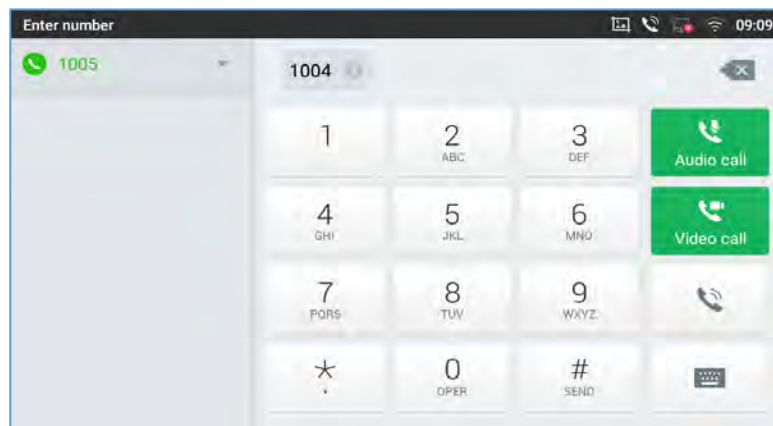 Enter number 09:09
1005
1004
1 2 3
ABC DEF
Audio call
4 5 6
GHI JKL MNO
Video call
7 8 9
PQRS TUV WXYZ
* 0 #
OPER SEND